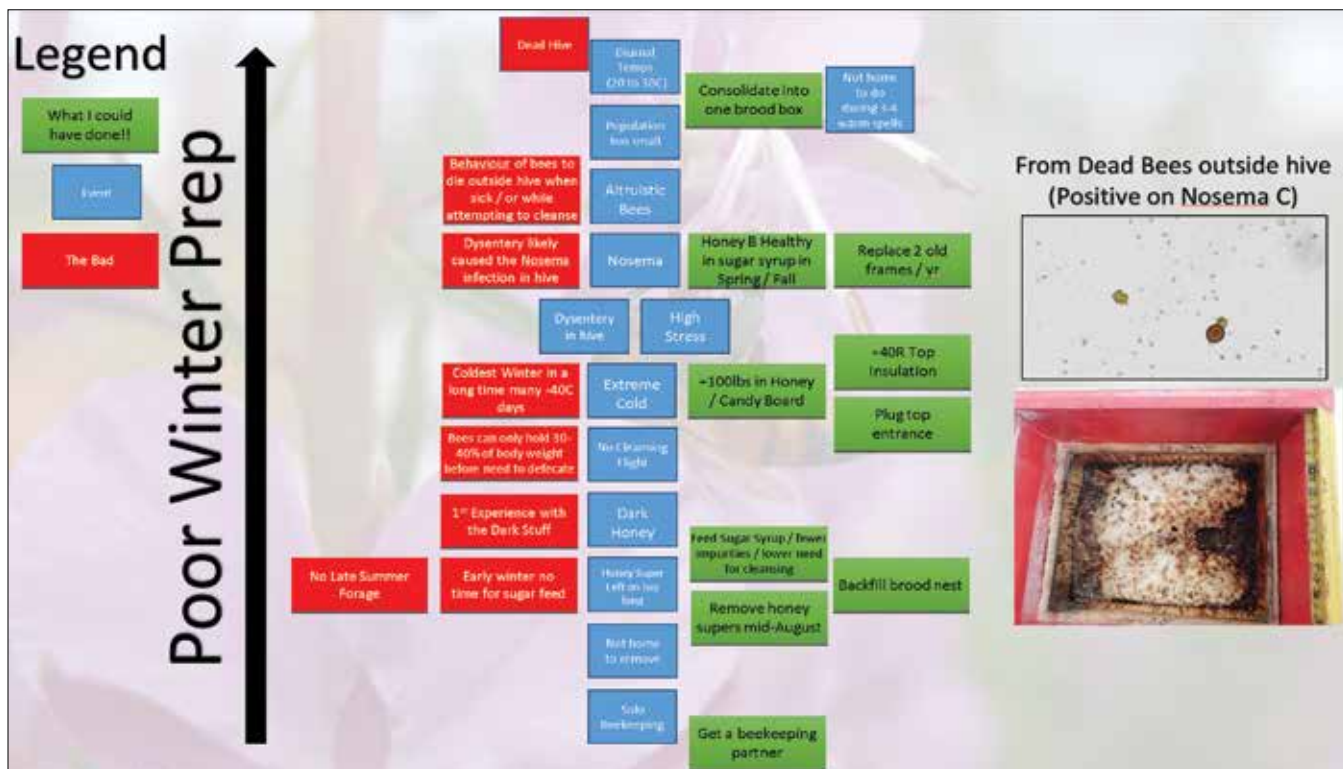 Legend
What I could
have done!!
Event
The Bad
Poor Winter Prep
Dead Hive
Diurnal
Temps
(20 to 30C)
Consolidate into
one brood box
Not home
to do
during 3-4
warm spells
Population
too small
Behaviour of bees to
die outside hive when
sick / or while
attempting to cleanse
Altruistic
Bees
Dysentery likely
caused the Nosema
infection in hive
Nosema
Honey B Healthy
in sugar syrup in
Spring / Fall
Replace 2 old
frames / yr
Dysentery
in hive
High
Stress
Coldest Winter in a
long time many -40C
days
Extreme
Cold
+100lbs in Honey
/ Candy Board
+40R Top
Insulation
Plug top
entrance
Bees can only hold 30-
40% of body weight
before need to defecate
No Cleansing
Flight
1st Experience with
the Dark Stuff
Dark
Honey
Feed Sugar Syrup / fewer
impurities / lower need
for cleansing
No Late Summer
Forage
Early winter no
time for sugar feed
Honey Super
Left on too
long
Backfill brood nest
Remove honey
supers mid-August
Not home
to remove
Solo
Beekeeping
Get a beekeeping
partner
From Dead Bees outside hive
(Positive on Nosema C)